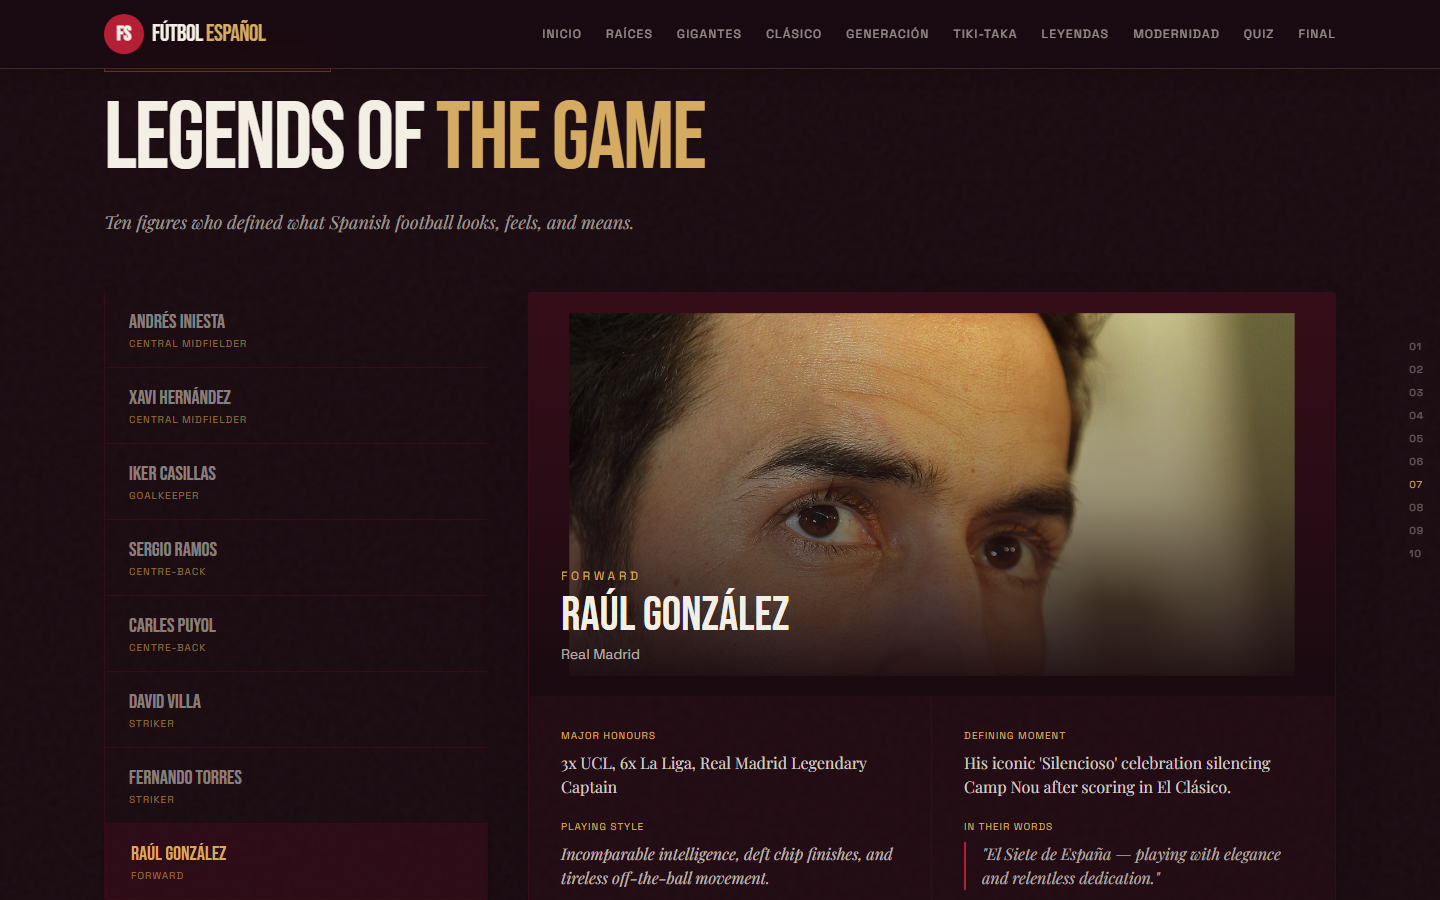 FS FÚTBOL ESPAÑOL
INICIO RAÍCES GIGANTES CLÁSICO GENERACIÓN TIKI-TAKA LEYENDAS MODERNIDAD QUIZ FINAL
LEGENDS OF THE GAME
Ten figures who defined what Spanish football looks, feels, and means.
ANDRÉS INIESTA
CENTRAL MIDFIELDER
XAVI HERNÁNDEZ
CENTRAL MIDFIELDER
IKER CASILLAS
GOALKEEPER
SERGIO RAMOS
CENTRE-BACK
CARLES PUYOL
CENTRE-BACK
DAVID VILLA
STRIKER
FERNANDO TORRES
STRIKER
RAÚL GONZÁLEZ
FORWARD
FORWARD
RAÚL GONZÁLEZ
Real Madrid
MAJOR HONOURS
3x UCL, 6x La Liga, Real Madrid Legendary
Captain
DEFINING MOMENT
His iconic 'Silencioso' celebration silencing
Camp Nou after scoring in El Clásico.
PLAYING STYLE
Incomparable intelligence, deft chip finishes, and
tireless off-the-ball movement.
IN THEIR WORDS
"El Siete de España — playing with elegance
and relentless dedication."
01
02
03
04
05
06
07
08
09
10